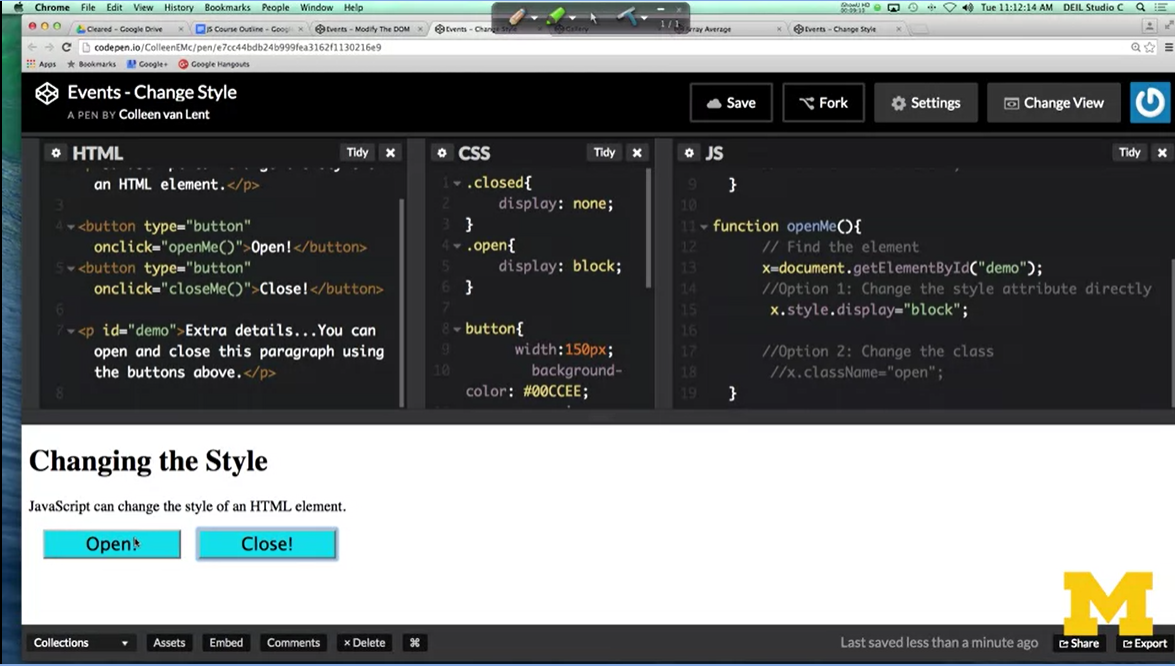 Chrome File Edit View History Bookmarks People Window Help
Tue 11:12:14 AM DEIL Studio C
Cleared - Google Drive
JS Course Outline - Goog
Events - Modify The DOM
Events - Change Style
Gallery
Array Average
Events - Change Style
1/1
codepen.io/ColleenEMc/pen/e7cc44bdb24b999fea3162f1130216e9
Apps Bookmarks Google+ Google Hangouts
Events - Change Style
A PEN BY Colleen van Lent
Save Fork Settings Change View
HTML Tidy
an HTML element.</p>
3
4 <button type="button"
onclick="openMe()">Open!</button>
5 <button type="button"
onclick="closeMe()">Close!</button>
6
7 <p id="demo">Extra details...You can
open and close this paragraph using
the buttons above.</p>
8
CSS Tidy
1 .closed{
2 display: none;
3 }
4 .open{
5 display: block;
6 }
7
8 button{
9 width:150px;
10 background-
color: #00CCEE;
JS Tidy
9 }
10
11 function openMe(){
12 // Find the element
13 x=document.getElementById("demo");
14 //Option 1: Change the style attribute directly
15 x.style.display="block";
16
17 //Option 2: Change the class
18 //x.className="open";
19 }
Changing the Style
JavaScript can change the style of an HTML element.
Open! Close!
M
Collections Assets Embed Comments × Delete ⌘
Last saved less than a minute ago Share Export